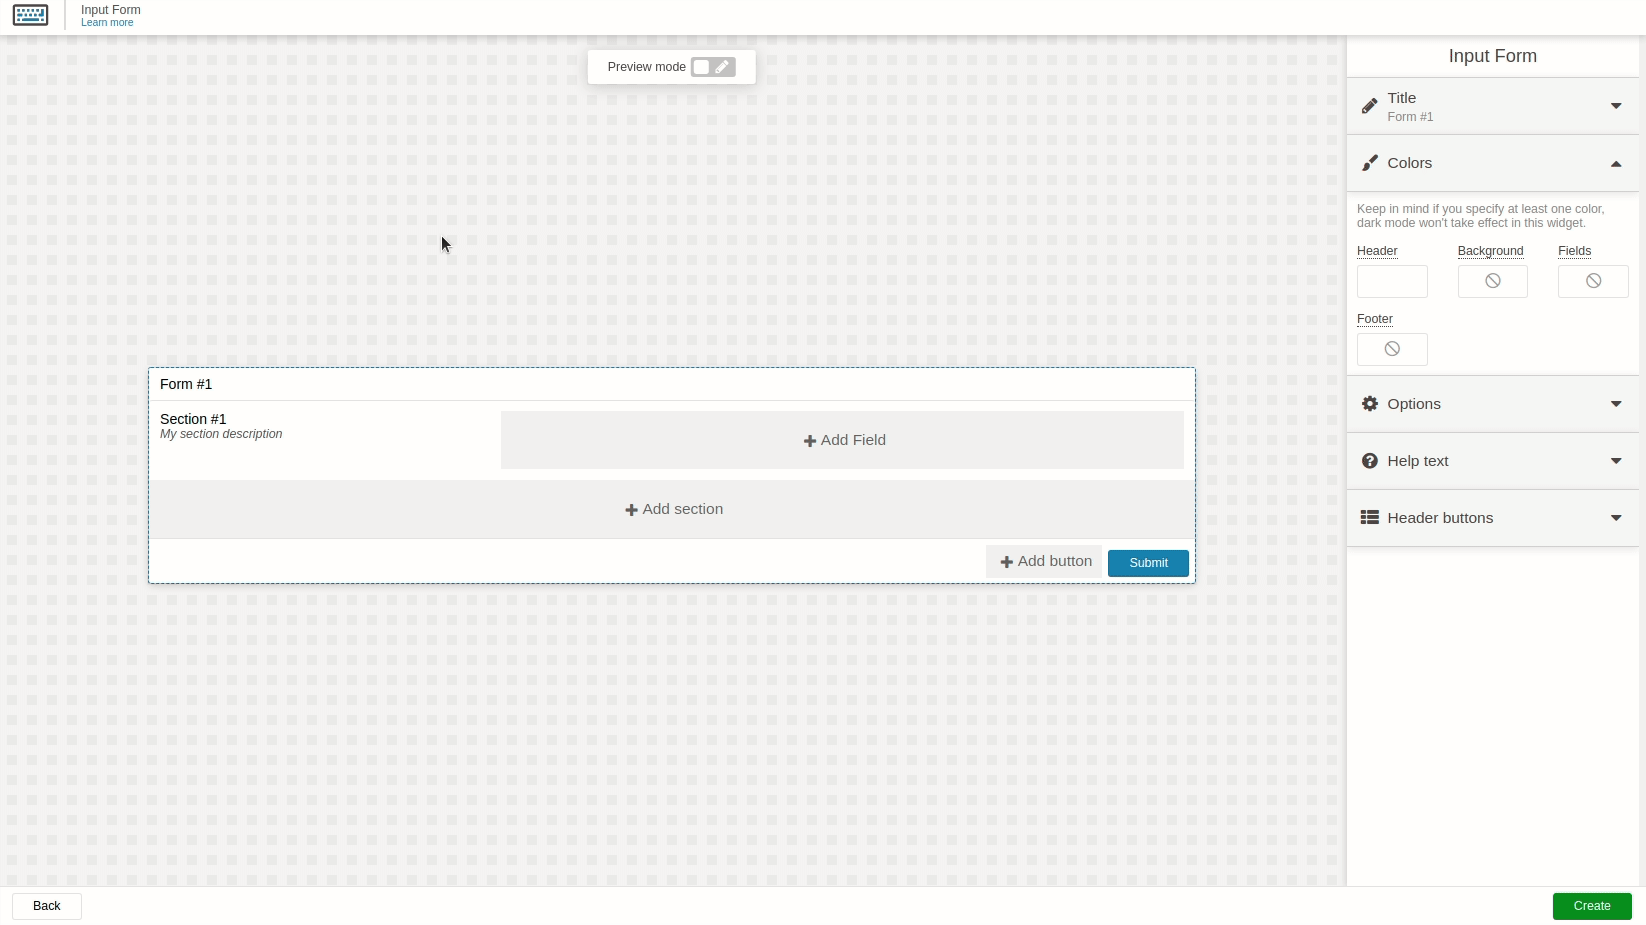 Input Form
Learn more
Preview mode
Input Form
Title
Form #1
Colors
Keep in mind if you specify at least one color,
dark mode won't take effect in this widget.
Header Background Fields
Footer
Options
Help text
Header buttons
Form #1
Section #1
My section description
Add Field
Add section
Add button Submit
Back Create